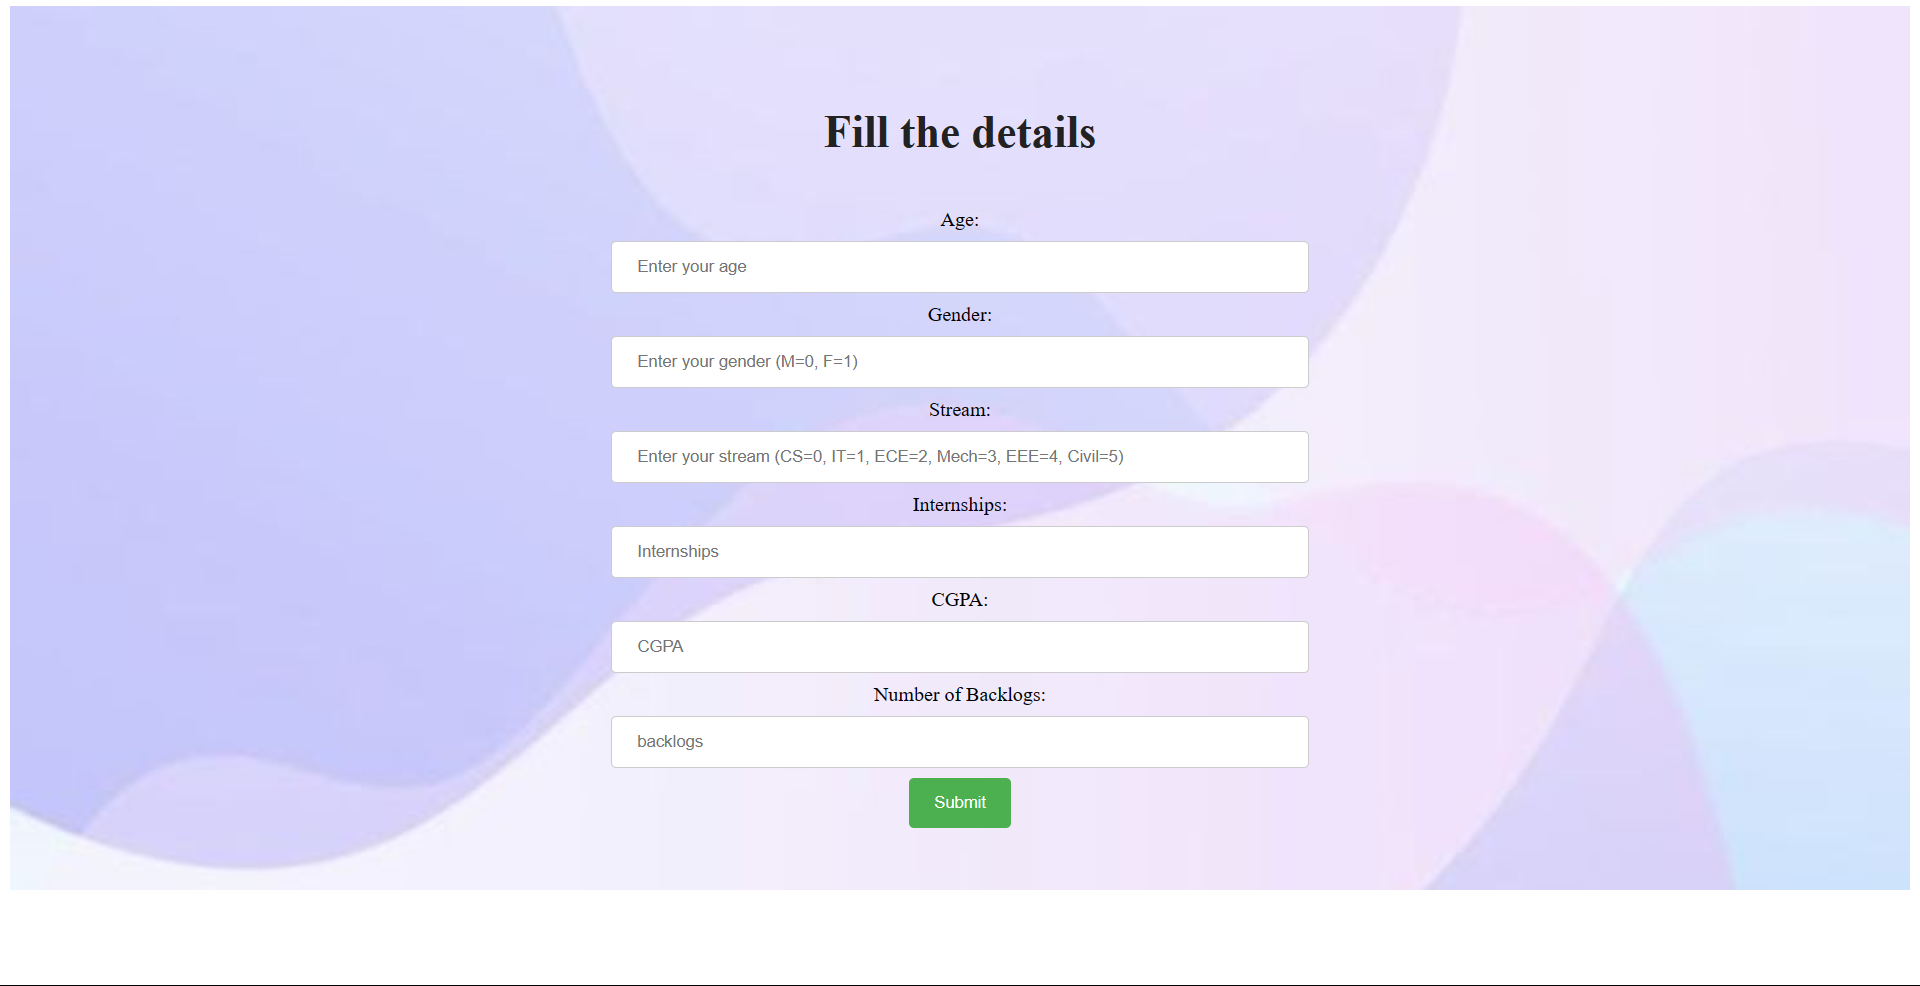 Fill the details
Age:
Enter your age
Gender:
Enter your gender (M=0, F=1)
Stream:
Enter your stream (CS=0, IT=1, ECE=2, Mech=3, EEE=4, Civil=5)
Internships:
Internships
CGPA:
CGPA
Number of Backlogs:
backlogs
Submit